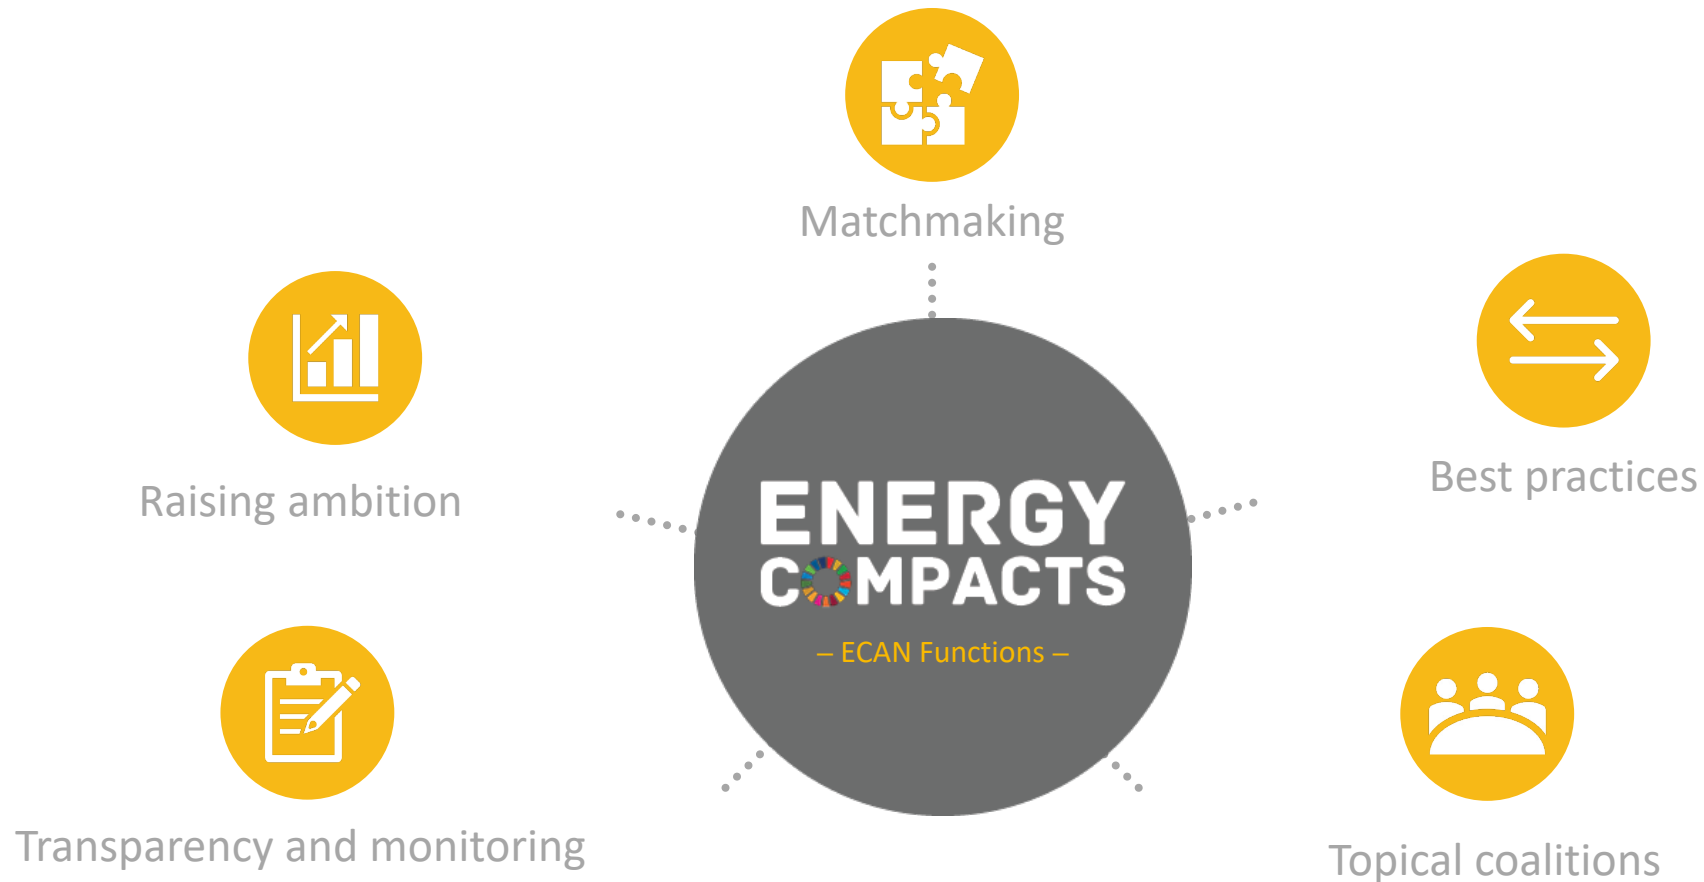 Matchmaking
Raising ambition
Best practices
ENERGY
COMPACTS
– ECAN Functions –
Transparency and monitoring
Topical coalitions